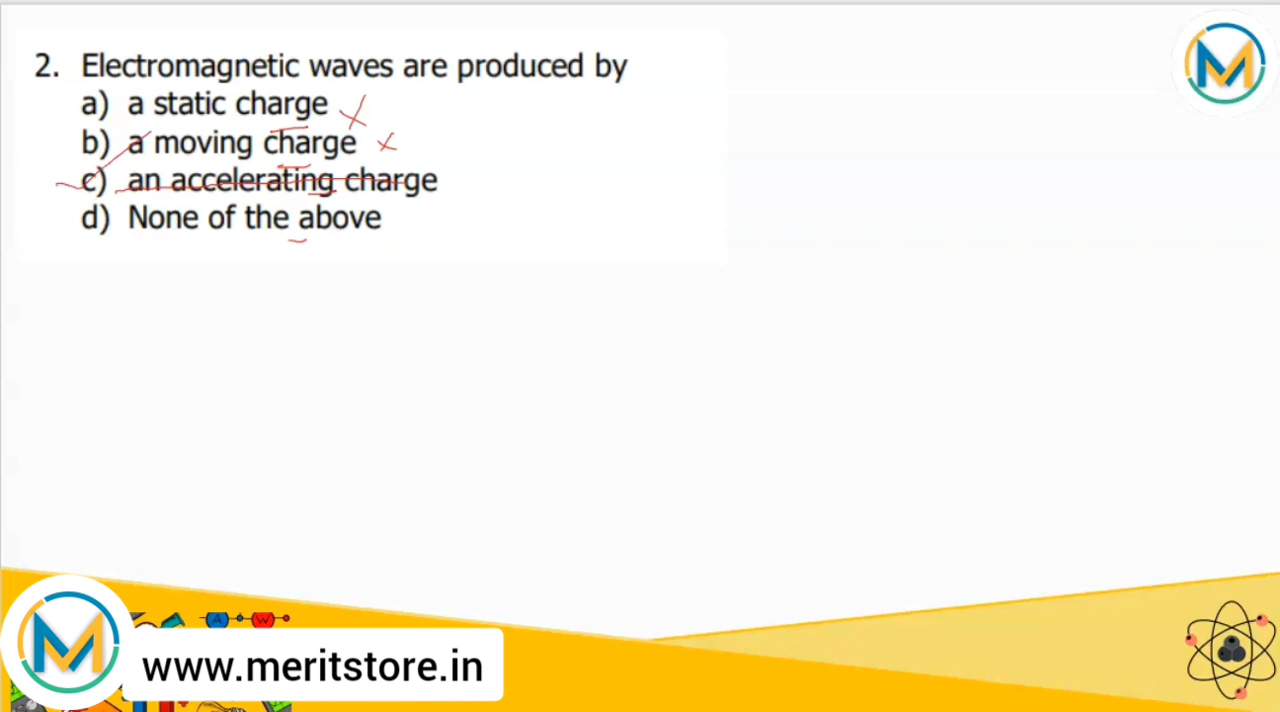 2. Electromagnetic waves are produced by
a) a static charge
b) a moving charge
c) an accelerating charge
d) None of the above
A W
www.meritstore.in